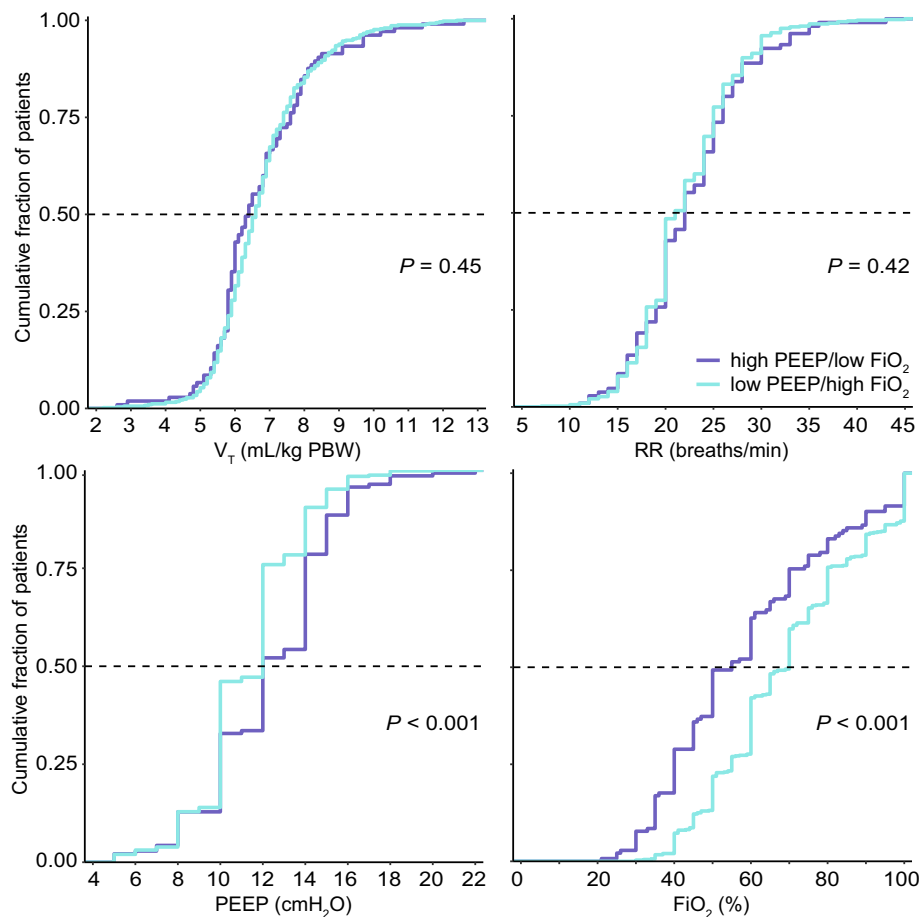 Cumulative fraction of patients
1.00
0.75
0.50
0.25
0.00
P = 0.45
2 3 4 5 6 7 8 9 10 11 12 13
V_T (mL/kg PBW)
P = 0.42
high PEEP/low FiO₂
low PEEP/high FiO₂
5 10 15 20 25 30 35 40 45
RR (breaths/min)
Cumulative fraction of patients
1.00
0.75
0.50
0.25
0.00
P < 0.001
4 6 8 10 12 14 16 18 20 22
PEEP (cmH₂O)
P < 0.001
0 20 40 60 80 100
FiO₂ (%)